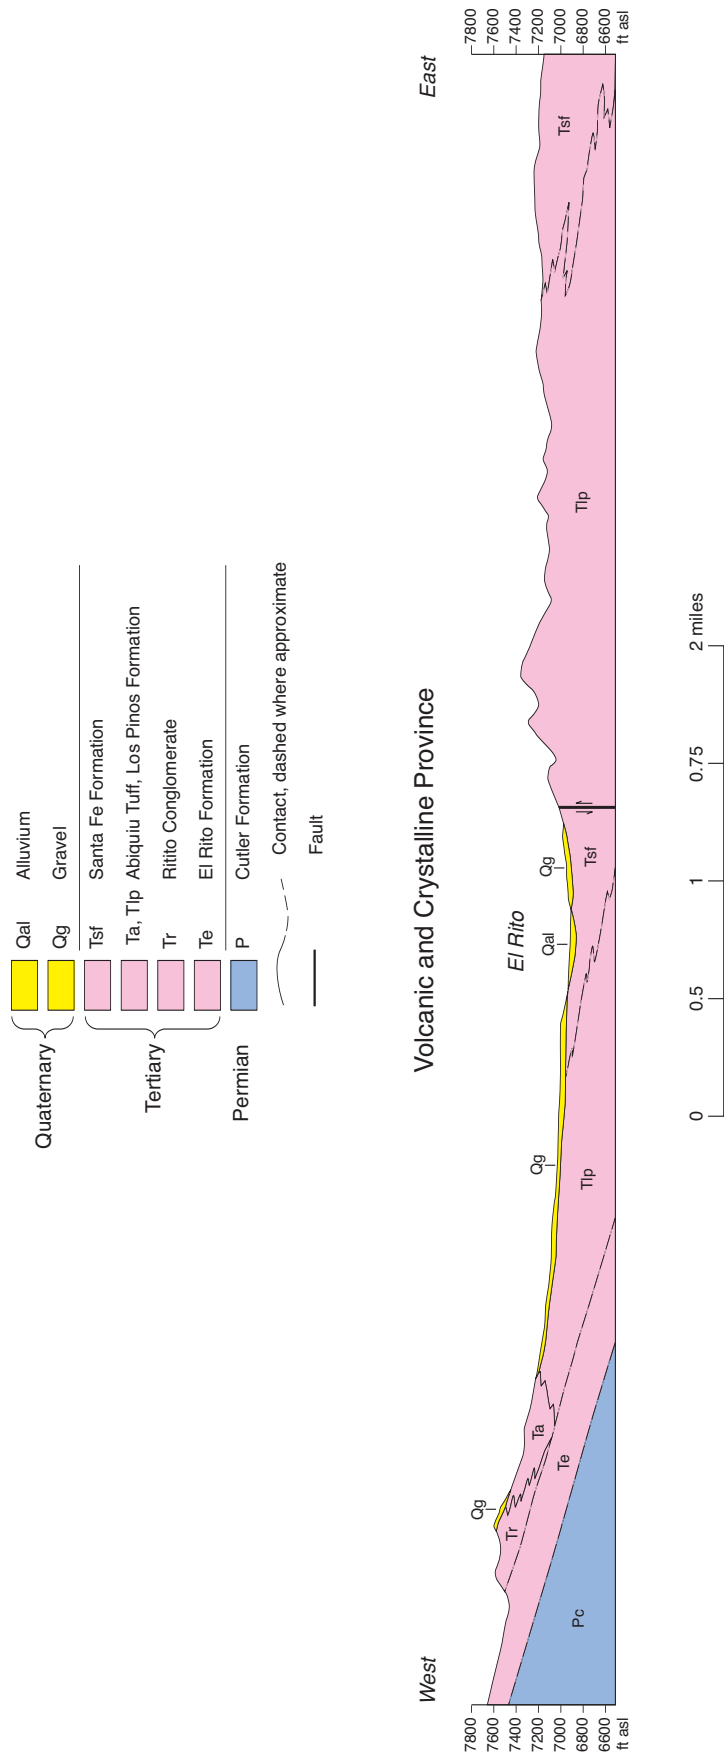 Quaternary
Qal Alluvium
Qg Gravel
Tertiary
Tsf Santa Fe Formation
Ta, Tlp Abiquiu Tuff, Los Pinos Formation
Tr Ritito Conglomerate
Te El Rito Formation
Permian
P Cutler Formation
Contact, dashed where approximate
Fault
Volcanic and Crystalline Province
West
East
El Rito
7800
7600
7400
7200
7000
6800
6600
ft asl
7800
7600
7400
7200
7000
6800
6600
ft asl
Qg
Qg
Qal
Qg
Tr
Ta
Te
Pc
Tlp
Tsf
Tlp
Tsf
0 0.5 1 0.75 2 miles